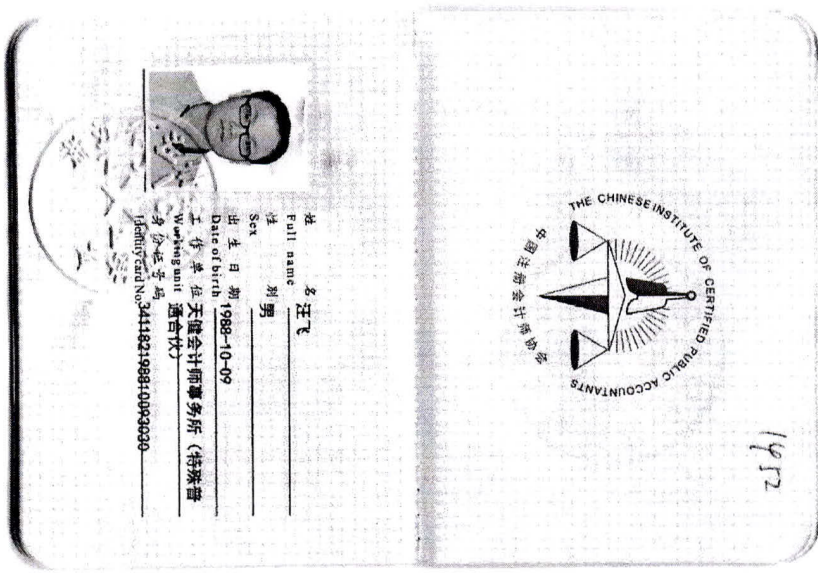 THE CHINESE INSTITUTE OF CERTIFIED PUBLIC ACCOUNTANTS
中国注册会计师协会
姓 名 汪飞
Full name
性 别 男
Sex
出生日期 1988-10-09
Date of birth
工作单位 天健会计师事务所（特殊普
Working unit 通合伙）
身份证号码
Identity card No. 341182198810093030